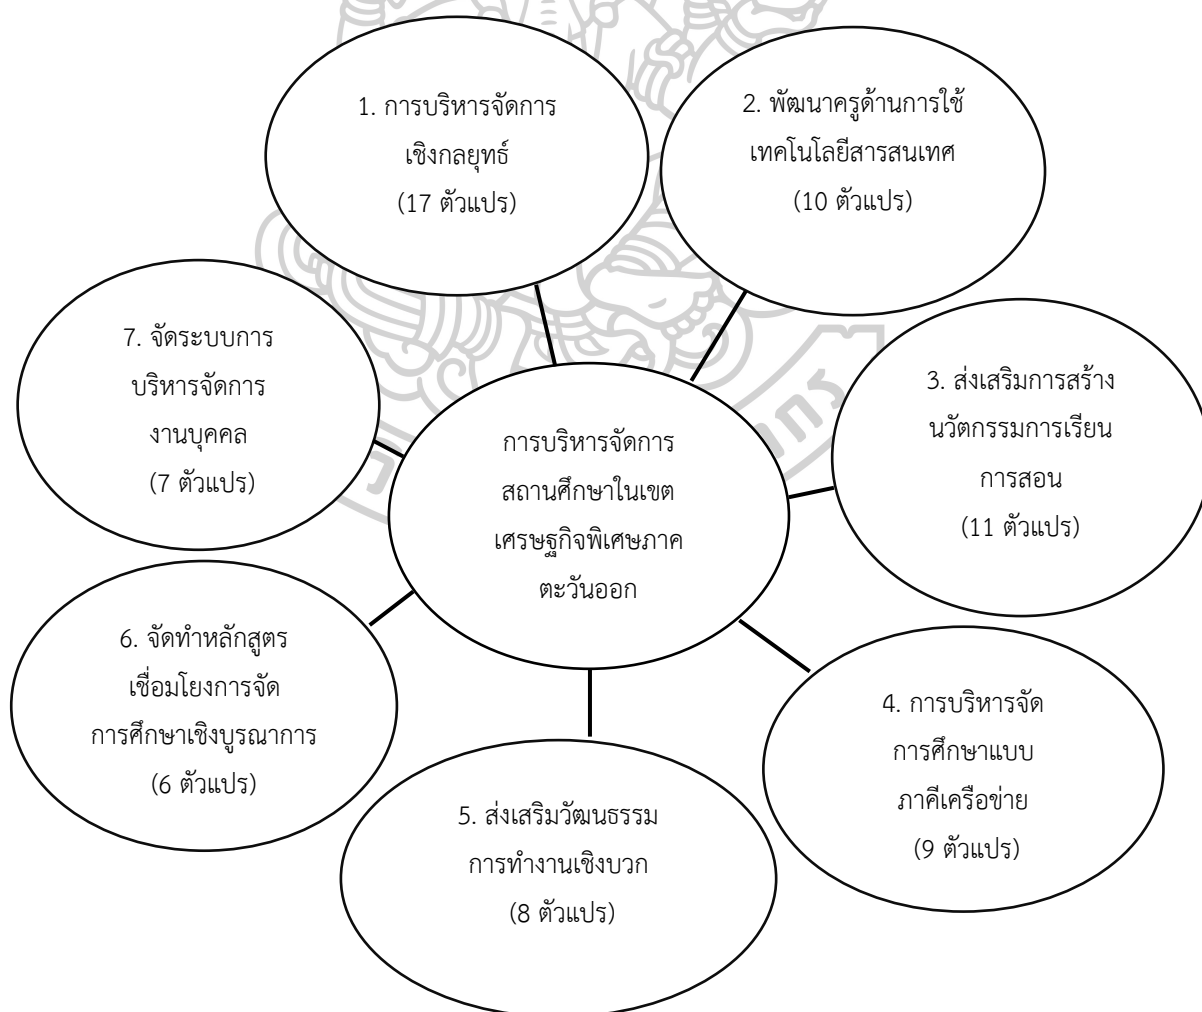 1. การบริหารจัดการ
เชิงกลยุทธ์
(17 ตัวแปร)
2. พัฒนาครูด้านการใช้
เทคโนโลยีสารสนเทศ
(10 ตัวแปร)
3. ส่งเสริมการสร้าง
นวัตกรรมการเรียน
การสอน
(11 ตัวแปร)
4. การบริหารจัด
การศึกษาแบบ
ภาคีเครือข่าย
(9 ตัวแปร)
5. ส่งเสริมวัฒนธรรม
การทำงานเชิงบวก
(8 ตัวแปร)
6. จัดทำหลักสูตร
เชื่อมโยงการจัด
การศึกษาเชิงบูรณาการ
(6 ตัวแปร)
7. จัดระบบการ
บริหารจัดการ
งานบุคคล
(7 ตัวแปร)
การบริหารจัดการ
สถานศึกษาในเขต
เศรษฐกิจพิเศษภาค
ตะวันออก